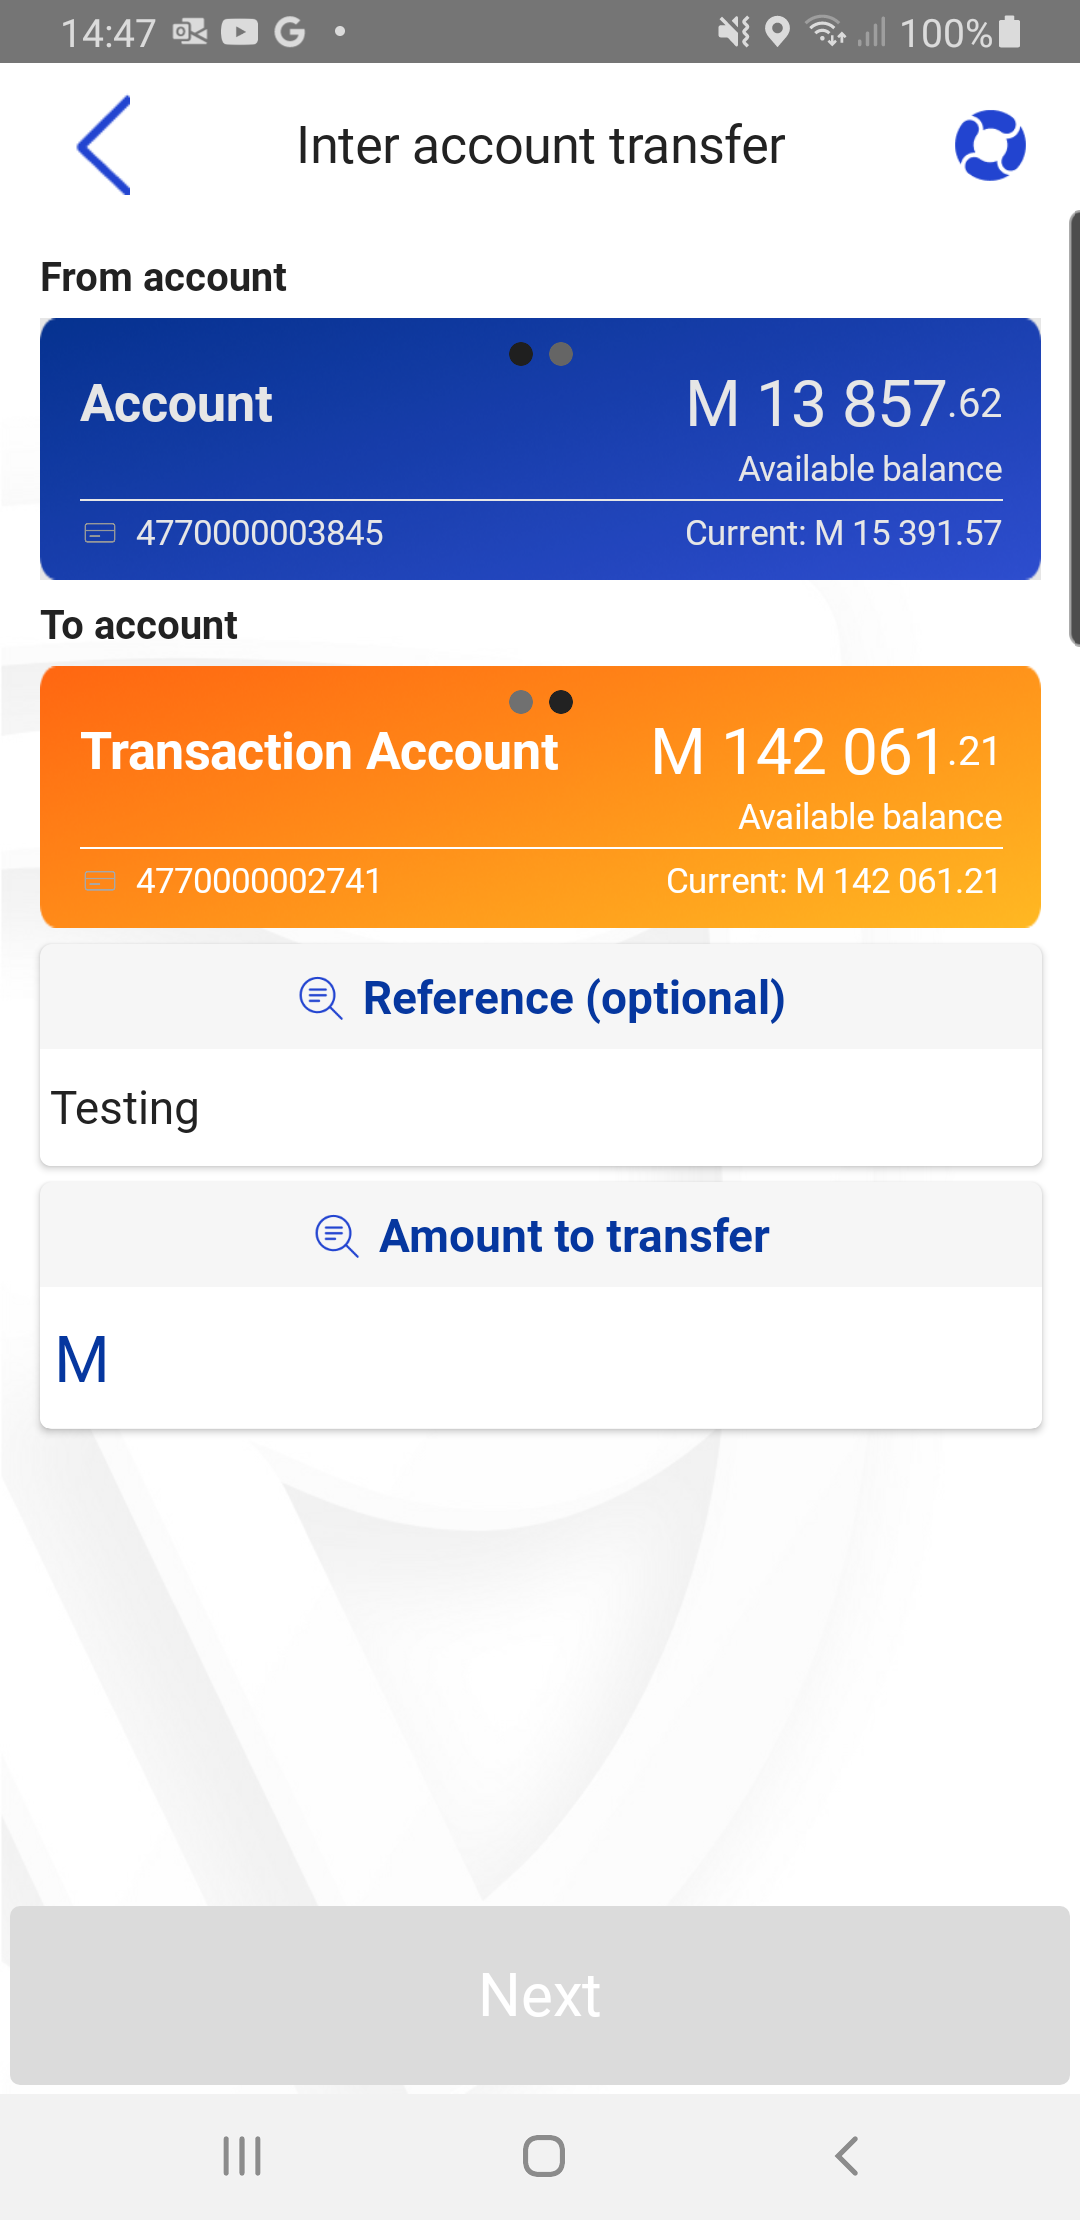 14:47 100%
Inter account transfer
From account
Account M 13 857.62
Available balance
4770000003845 Current: M 15 391.57
To account
Transaction Account M 142 061.21
Available balance
4770000002741 Current: M 142 061.21
Reference (optional)
Testing
Amount to transfer
M
Next